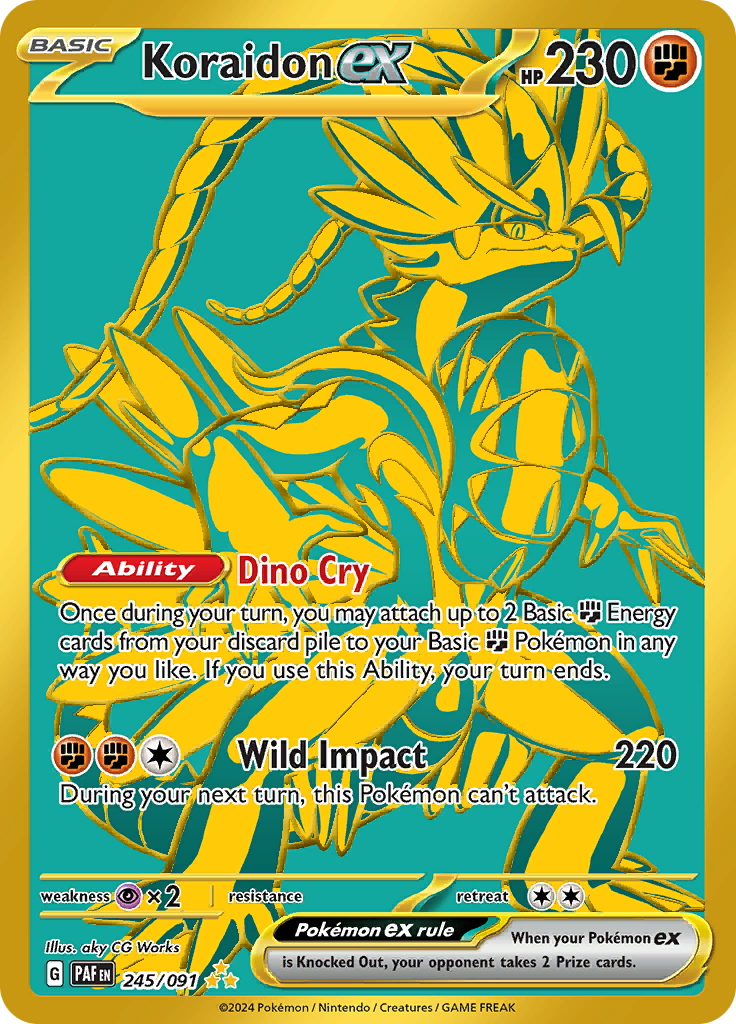 BASIC Koraidon ex HP 230
Ability Dino Cry
Once during your turn, you may attach up to 2 Basic Energy
cards from your discard pile to your Basic Pokémon in any
way you like. If you use this Ability, your turn ends.
Wild Impact 220
During your next turn, this Pokémon can't attack.
weakness ×2 resistance retreat
Pokémon ex rule When your Pokémon ex
is Knocked Out, your opponent takes 2 Prize cards.
Illus. aky CG Works
G PAF EN 245/091
©2024 Pokémon / Nintendo / Creatures / GAME FREAK